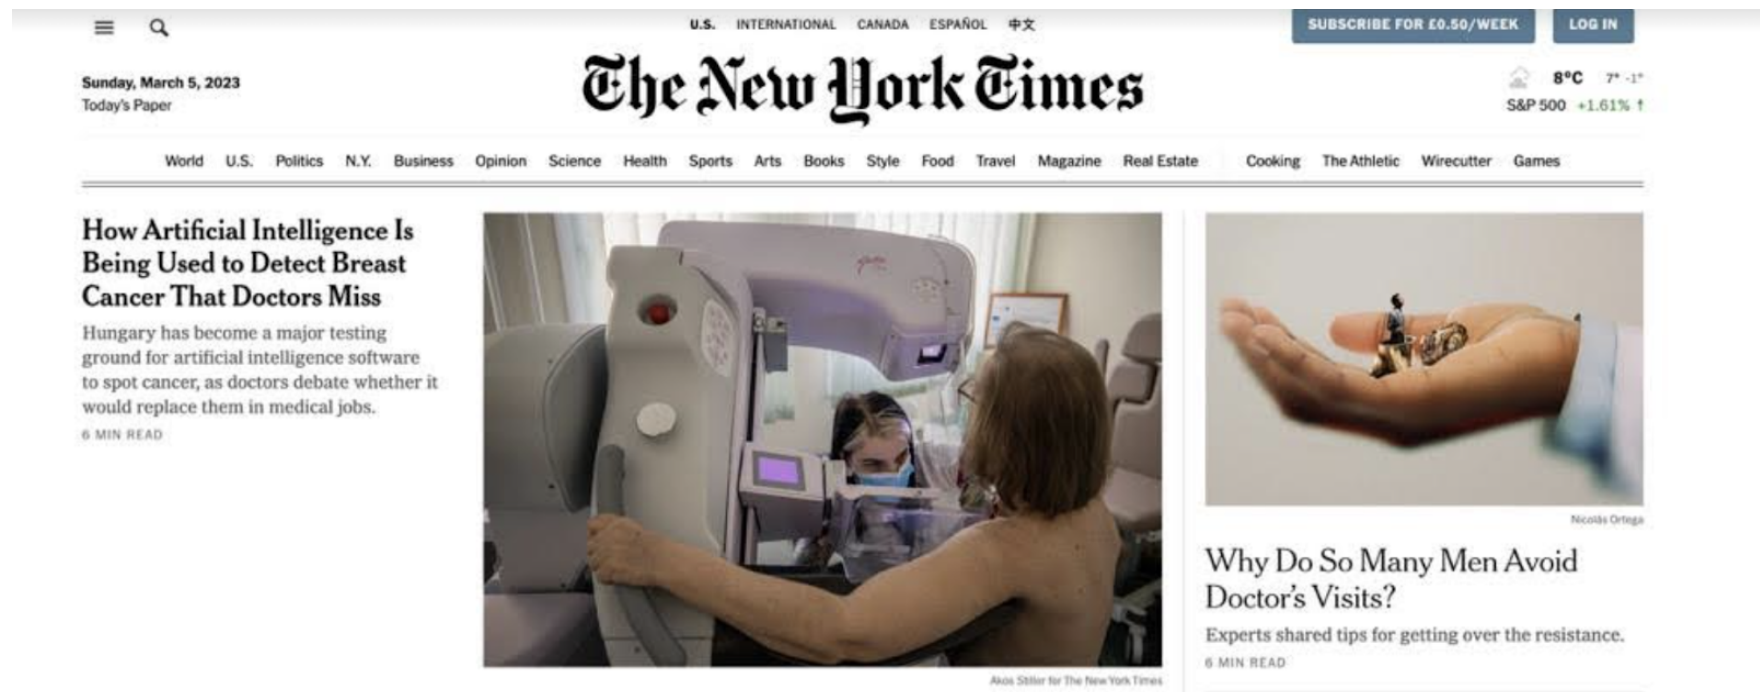 U.S. INTERNATIONAL CANADA ESPAÑOL 中文
SUBSCRIBE FOR £0.50/WEEK
LOG IN
Sunday, March 5, 2023
Today's Paper
The New York Times
8°C 7° -1°
S&P 500 +1.61% ↑
World U.S. Politics N.Y. Business Opinion Science Health Sports Arts Books Style Food Travel Magazine Real Estate Cooking The Athletic Wirecutter Games
How Artificial Intelligence Is
Being Used to Detect Breast
Cancer That Doctors Miss
Hungary has become a major testing
ground for artificial intelligence software
to spot cancer, as doctors debate whether it
would replace them in medical jobs.
6 MIN READ
Akos Stiller for The New York Times
Nicolás Ortega
Why Do So Many Men Avoid
Doctor's Visits?
Experts shared tips for getting over the resistance.
6 MIN READ